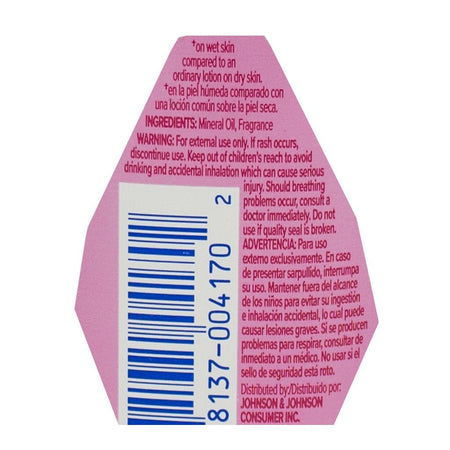 †on wet skin
compared to an
ordinary lotion on dry skin.
†en la piel húmeda comparado con
una loción común sobre la piel seca.
INGREDIENTS: Mineral Oil, Fragrance
WARNING: For external use only. If rash occurs,
discontinue use. Keep out of children's reach to avoid
drinking and accidental inhalation which can cause serious
injury. Should breathing
problems occur, consult a
doctor immediately. Do not
use if quality seal is broken.
ADVERTENCIA: Para uso
externo exclusivamente. En caso
de presentar sarpullido, interrumpa
su uso. Mantener fuera del alcance
de los niños para evitar su ingestión
e inhalación accidental, lo cual puede
causar lesiones graves. Si se producen
problemas para respirar, consultar de
inmediato a un médico. No usar si el
sello de seguridad está roto.
Distributed by:/Distribuido por:
JOHNSON & JOHNSON
CONSUMER INC.
8137-004170 2